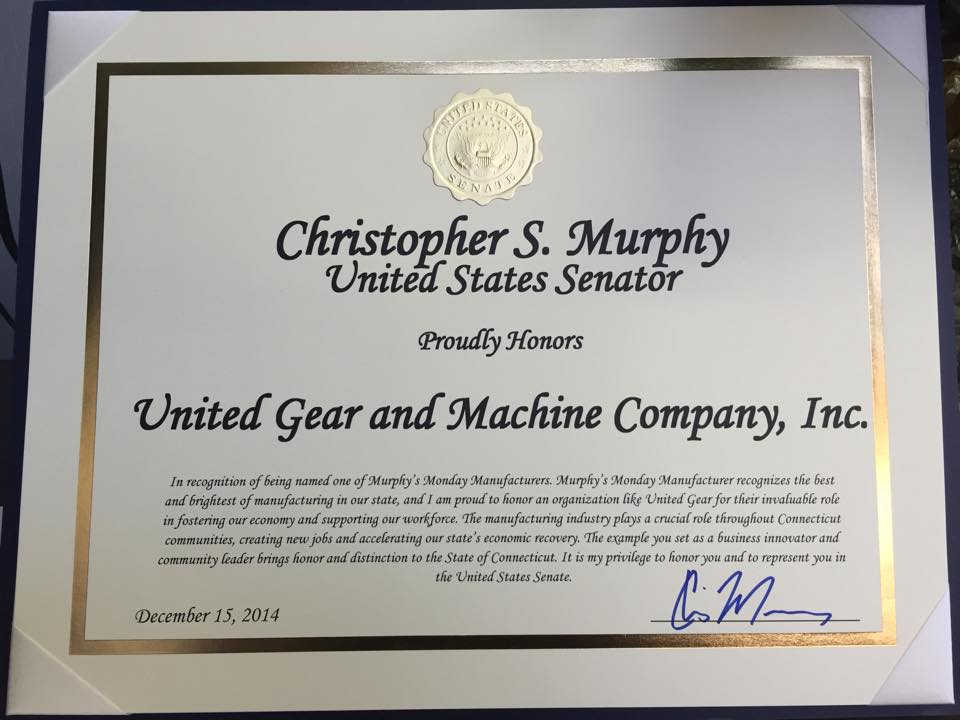 UNITED STATES
SENATE
Christopher S. Murphy
United States Senator
Proudly Honors
United Gear and Machine Company, Inc.
In recognition of being named one of Murphy's Monday Manufacturers. Murphy's Monday Manufacturer recognizes the best
and brightest of manufacturing in our state, and I am proud to honor an organization like United Gear for their invaluable role
in fostering our economy and supporting our workforce. The manufacturing industry plays a crucial role throughout Connecticut
communities, creating new jobs and accelerating our state's economic recovery. The example you set as a business innovator and
community leader brings honor and distinction to the State of Connecticut. It is my privilege to honor you and to represent you in
the United States Senate.
December 15, 2014